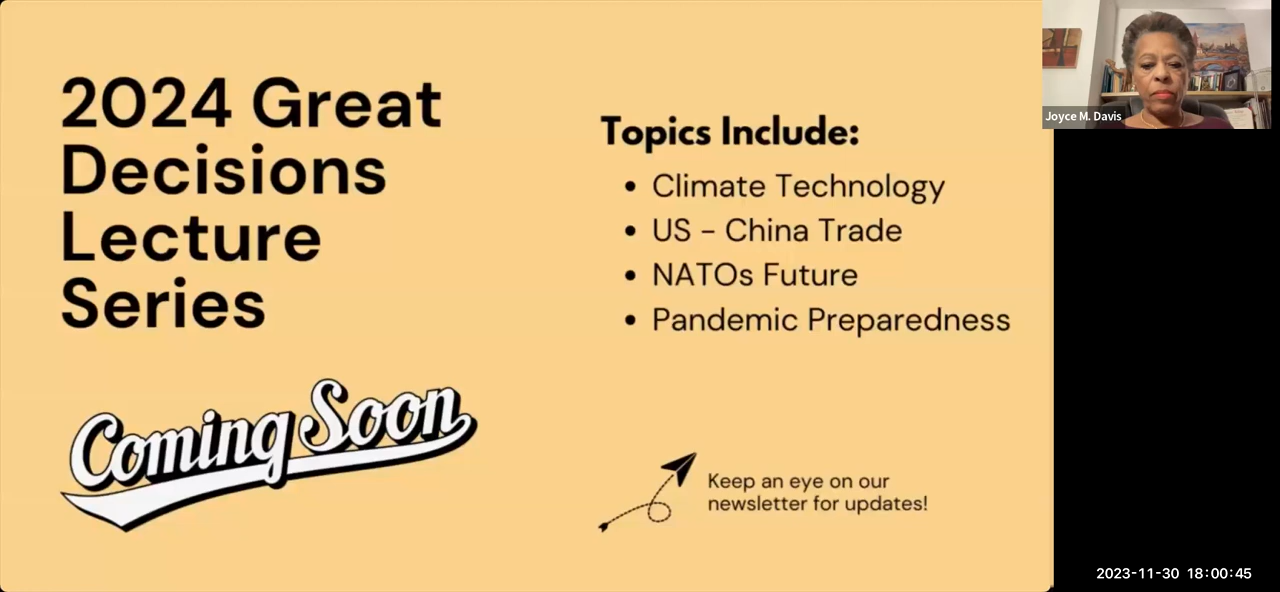 2024 Great
Decisions
Lecture
Series
Coming Soon
Topics Include:
• Climate Technology
• US - China Trade
• NATOs Future
• Pandemic Preparedness
Keep an eye on our
newsletter for updates!
Joyce M. Davis
2023-11-30 18:00:45